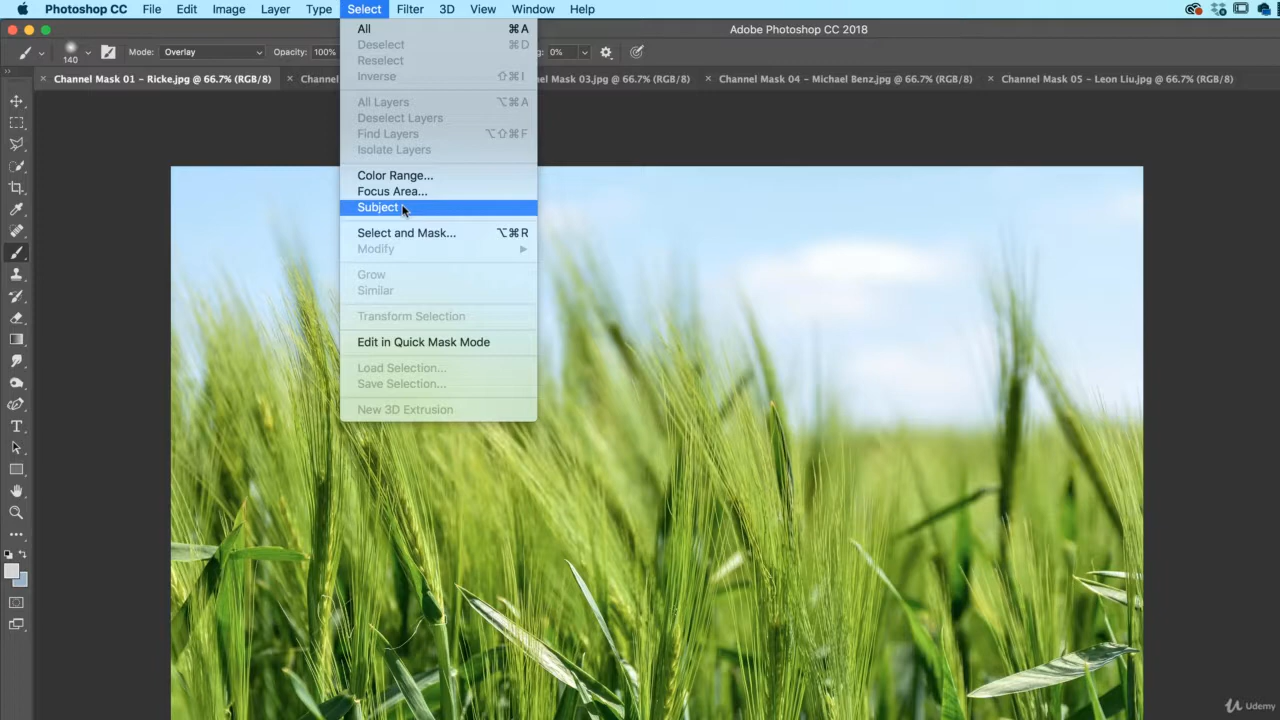 Photoshop CC File Edit Image Layer Type Select Filter 3D View Window Help
Adobe Photoshop CC 2018
140 Mode: Overlay Opacity: 100% 0%
Channel Mask 01 – Ricke.jpg @ 66.7% (RGB/8) Mask 03.jpg @ 66.7% (RGB/8) Channel Mask 04 – Michael Benz.jpg @ 66.7% (RGB/8) Channel Mask 05 – Leon Liu.jpg @ 66.7% (RGB/8)
All ⌘A
Deselect ⌘D
Reselect
Inverse ⇧⌘I
All Layers ⌥⌘A
Deselect Layers
Find Layers ⌥⇧⌘F
Isolate Layers
Color Range...
Focus Area...
Subject
Select and Mask... ⌥⌘R
Modify ▶
Grow
Similar
Transform Selection
Edit in Quick Mask Mode
Load Selection...
Save Selection...
New 3D Extrusion
Udemy